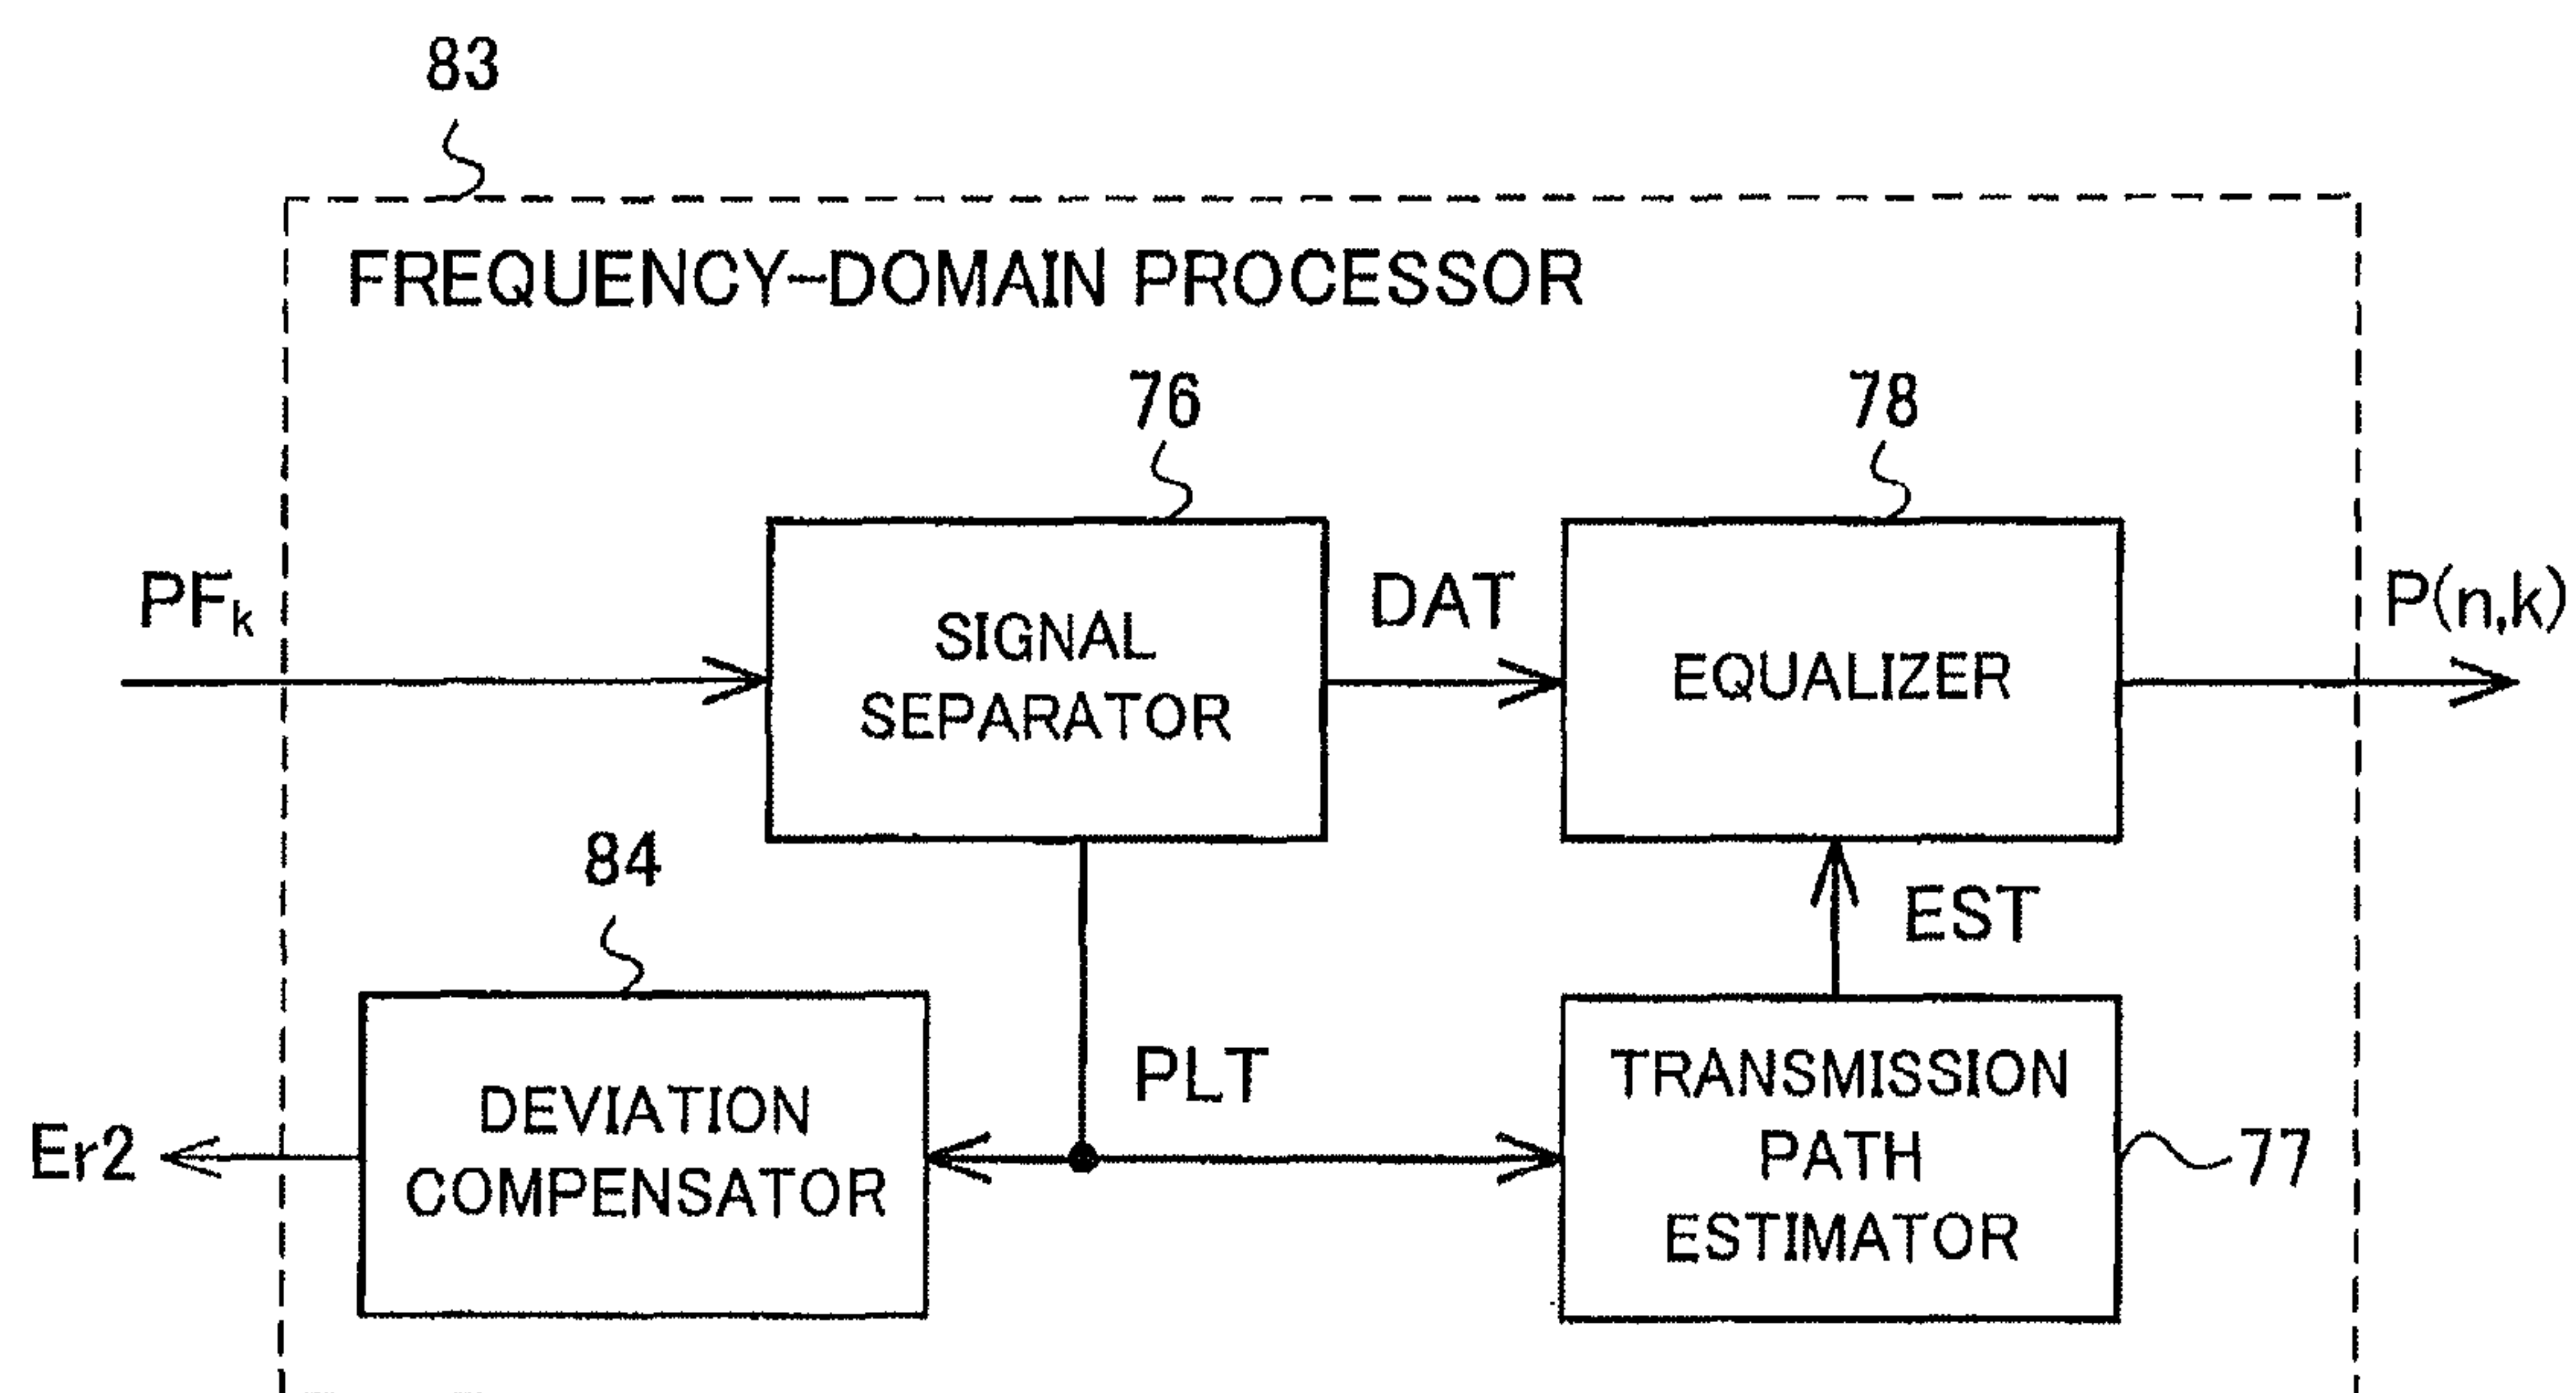 83
FREQUENCY-DOMAIN PROCESSOR
76
78
PFk
SIGNAL
SEPARATOR
DAT
EQUALIZER
P(n,k)
84
EST
DEVIATION
COMPENSATOR
Er2
PLT
TRANSMISSION
PATH
ESTIMATOR
77